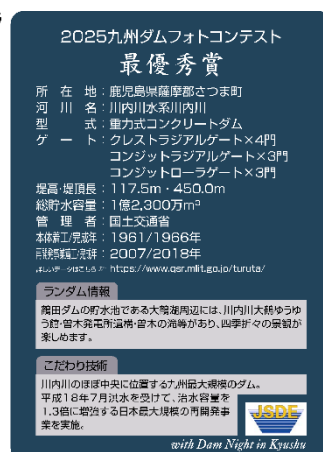 2025九州ダムフォトコンテスト
最優秀賞
所在地：鹿児島県薩摩郡さつま町
河川名：川内川水系川内川
型式：重力式コンクリートダム
ゲート：クレストラジアルゲート×4門
コンジットラジアルゲート×3門
コンジットローラゲート×3門
堤高・堤頂長：117.5m・450.0m
総貯水容量：1億2,300万m³
管理者：国土交通省
本体着工/完成年：1961/1966年
再開発事業着工/完成年：2007/2018年
詳しいデータはこちら☞ https://www.qsr.mlit.go.jp/turuta/
ランダム情報
鶴田ダムの貯水池である大鶴湖周辺には、川内川大鶴ゆうゆ
う館・曽木発電所遺構・曽木の滝等があり、四季折々の景観が
楽しめます。
こだわり技術
川内川のほぼ中央に位置する九州最大規模のダム。
平成18年7月洪水を受けて、治水容量を
1.3倍に増強する日本最大規模の再開発事
業を実施。
JSDE
with Dam Night in Kyushu